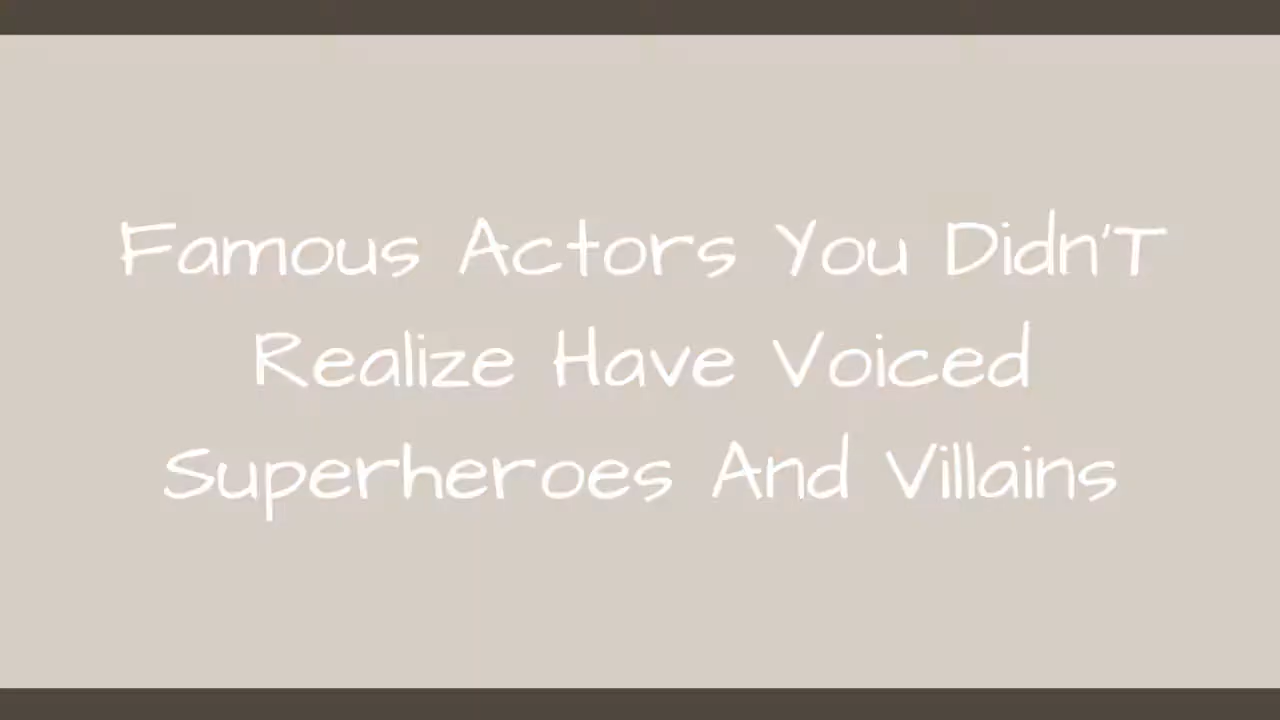 Famous Actors You Didn'T
Realize Have Voiced
Superheroes And Villains